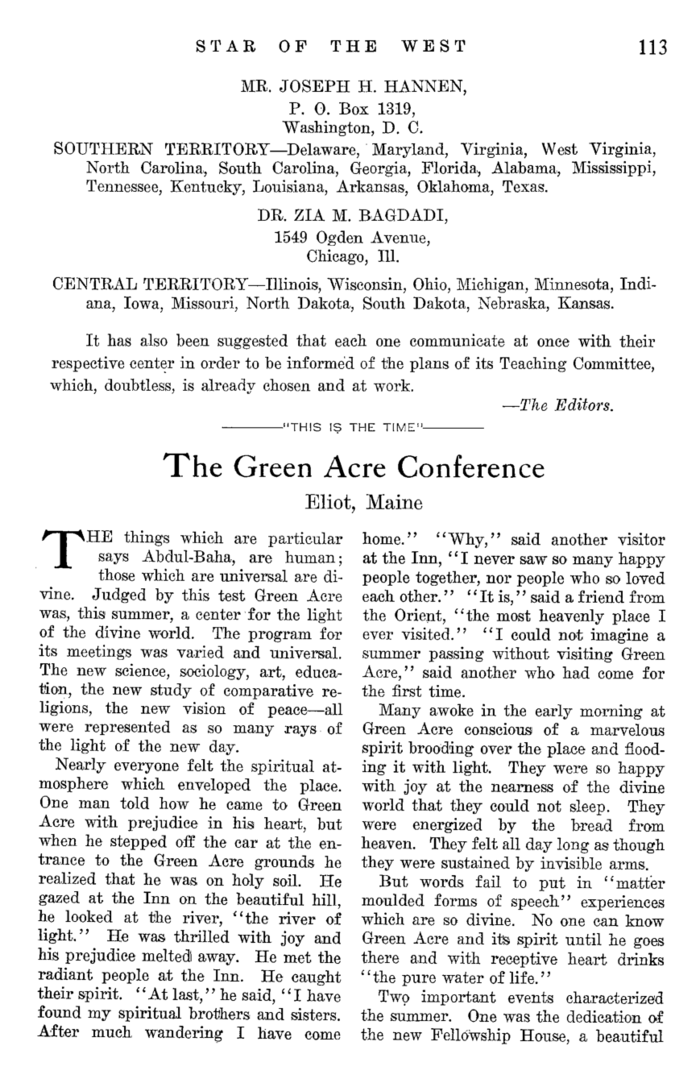 STAR OF THE WEST 113
MR. JOSEPH H. HANNEN,
P. O. Box 1319,
Washington, D. C.
SOUTHERN TERRITORY—Delaware, Maryland, Virginia, West Virginia,
North Carolina, South Carolina, Georgia, Florida, Alabama, Mississippi,
Tennessee, Kentucky, Louisiana, Arkansas, Oklahoma, Texas.
DR. ZIA M. BAGDADI,
1549 Ogden Avenue,
Chicago, Ill.
CENTRAL TERRITORY—Illinois, Wisconsin, Ohio, Michigan, Minnesota, Indi-
ana, Iowa, Missouri, North Dakota, South Dakota, Nebraska, Kansas.
It has also been suggested that each one communicate at once with their
respective center in order to be informed of the plans of its Teaching Committee,
which, doubtless, is already chosen and at work.
—The Editors.
"THIS IS THE TIME"
The Green Acre Conference
Eliot, Maine
THE things which are particular
says Abdul-Baha, are human;
those which are universal are di-
vine. Judged by this test Green Acre
was, this summer, a center for the light
of the divine world. The program for
its meetings was varied and universal.
The new science, sociology, art, educa-
tion, the new study of comparative re-
ligions, the new vision of peace—all
were represented as so many rays of
the light of the new day.
Nearly everyone felt the spiritual at-
mosphere which enveloped the place.
One man told how he came to Green
Acre with prejudice in his heart, but
when he stepped off the car at the en-
trance to the Green Acre grounds he
realized that he was on holy soil. He
gazed at the Inn on the beautiful hill,
he looked at the river, "the river of
light." He was thrilled with joy and
his prejudice melted away. He met the
radiant people at the Inn. He caught
their spirit. "At last," he said, "I have
found my spiritual brothers and sisters.
After much wandering I have come
home." "Why," said another visitor
at the Inn, "I never saw so many happy
people together, nor people who so loved
each other." "It is," said a friend from
the Orient, "the most heavenly place I
ever visited." "I could not imagine a
summer passing without visiting Green
Acre," said another who had come for
the first time.
Many awoke in the early morning at
Green Acre conscious of a marvelous
spirit brooding over the place and flood-
ing it with light. They were so happy
with joy at the nearness of the divine
world that they could not sleep. They
were energized by the bread from
heaven. They felt all day long as though
they were sustained by invisible arms.
But words fail to put in "matter
moulded forms of speech" experiences
which are so divine. No one can know
Green Acre and its spirit until he goes
there and with receptive heart drinks
"the pure water of life."
Two important events characterized
the summer. One was the dedication of
the new Fellowship House, a beautiful